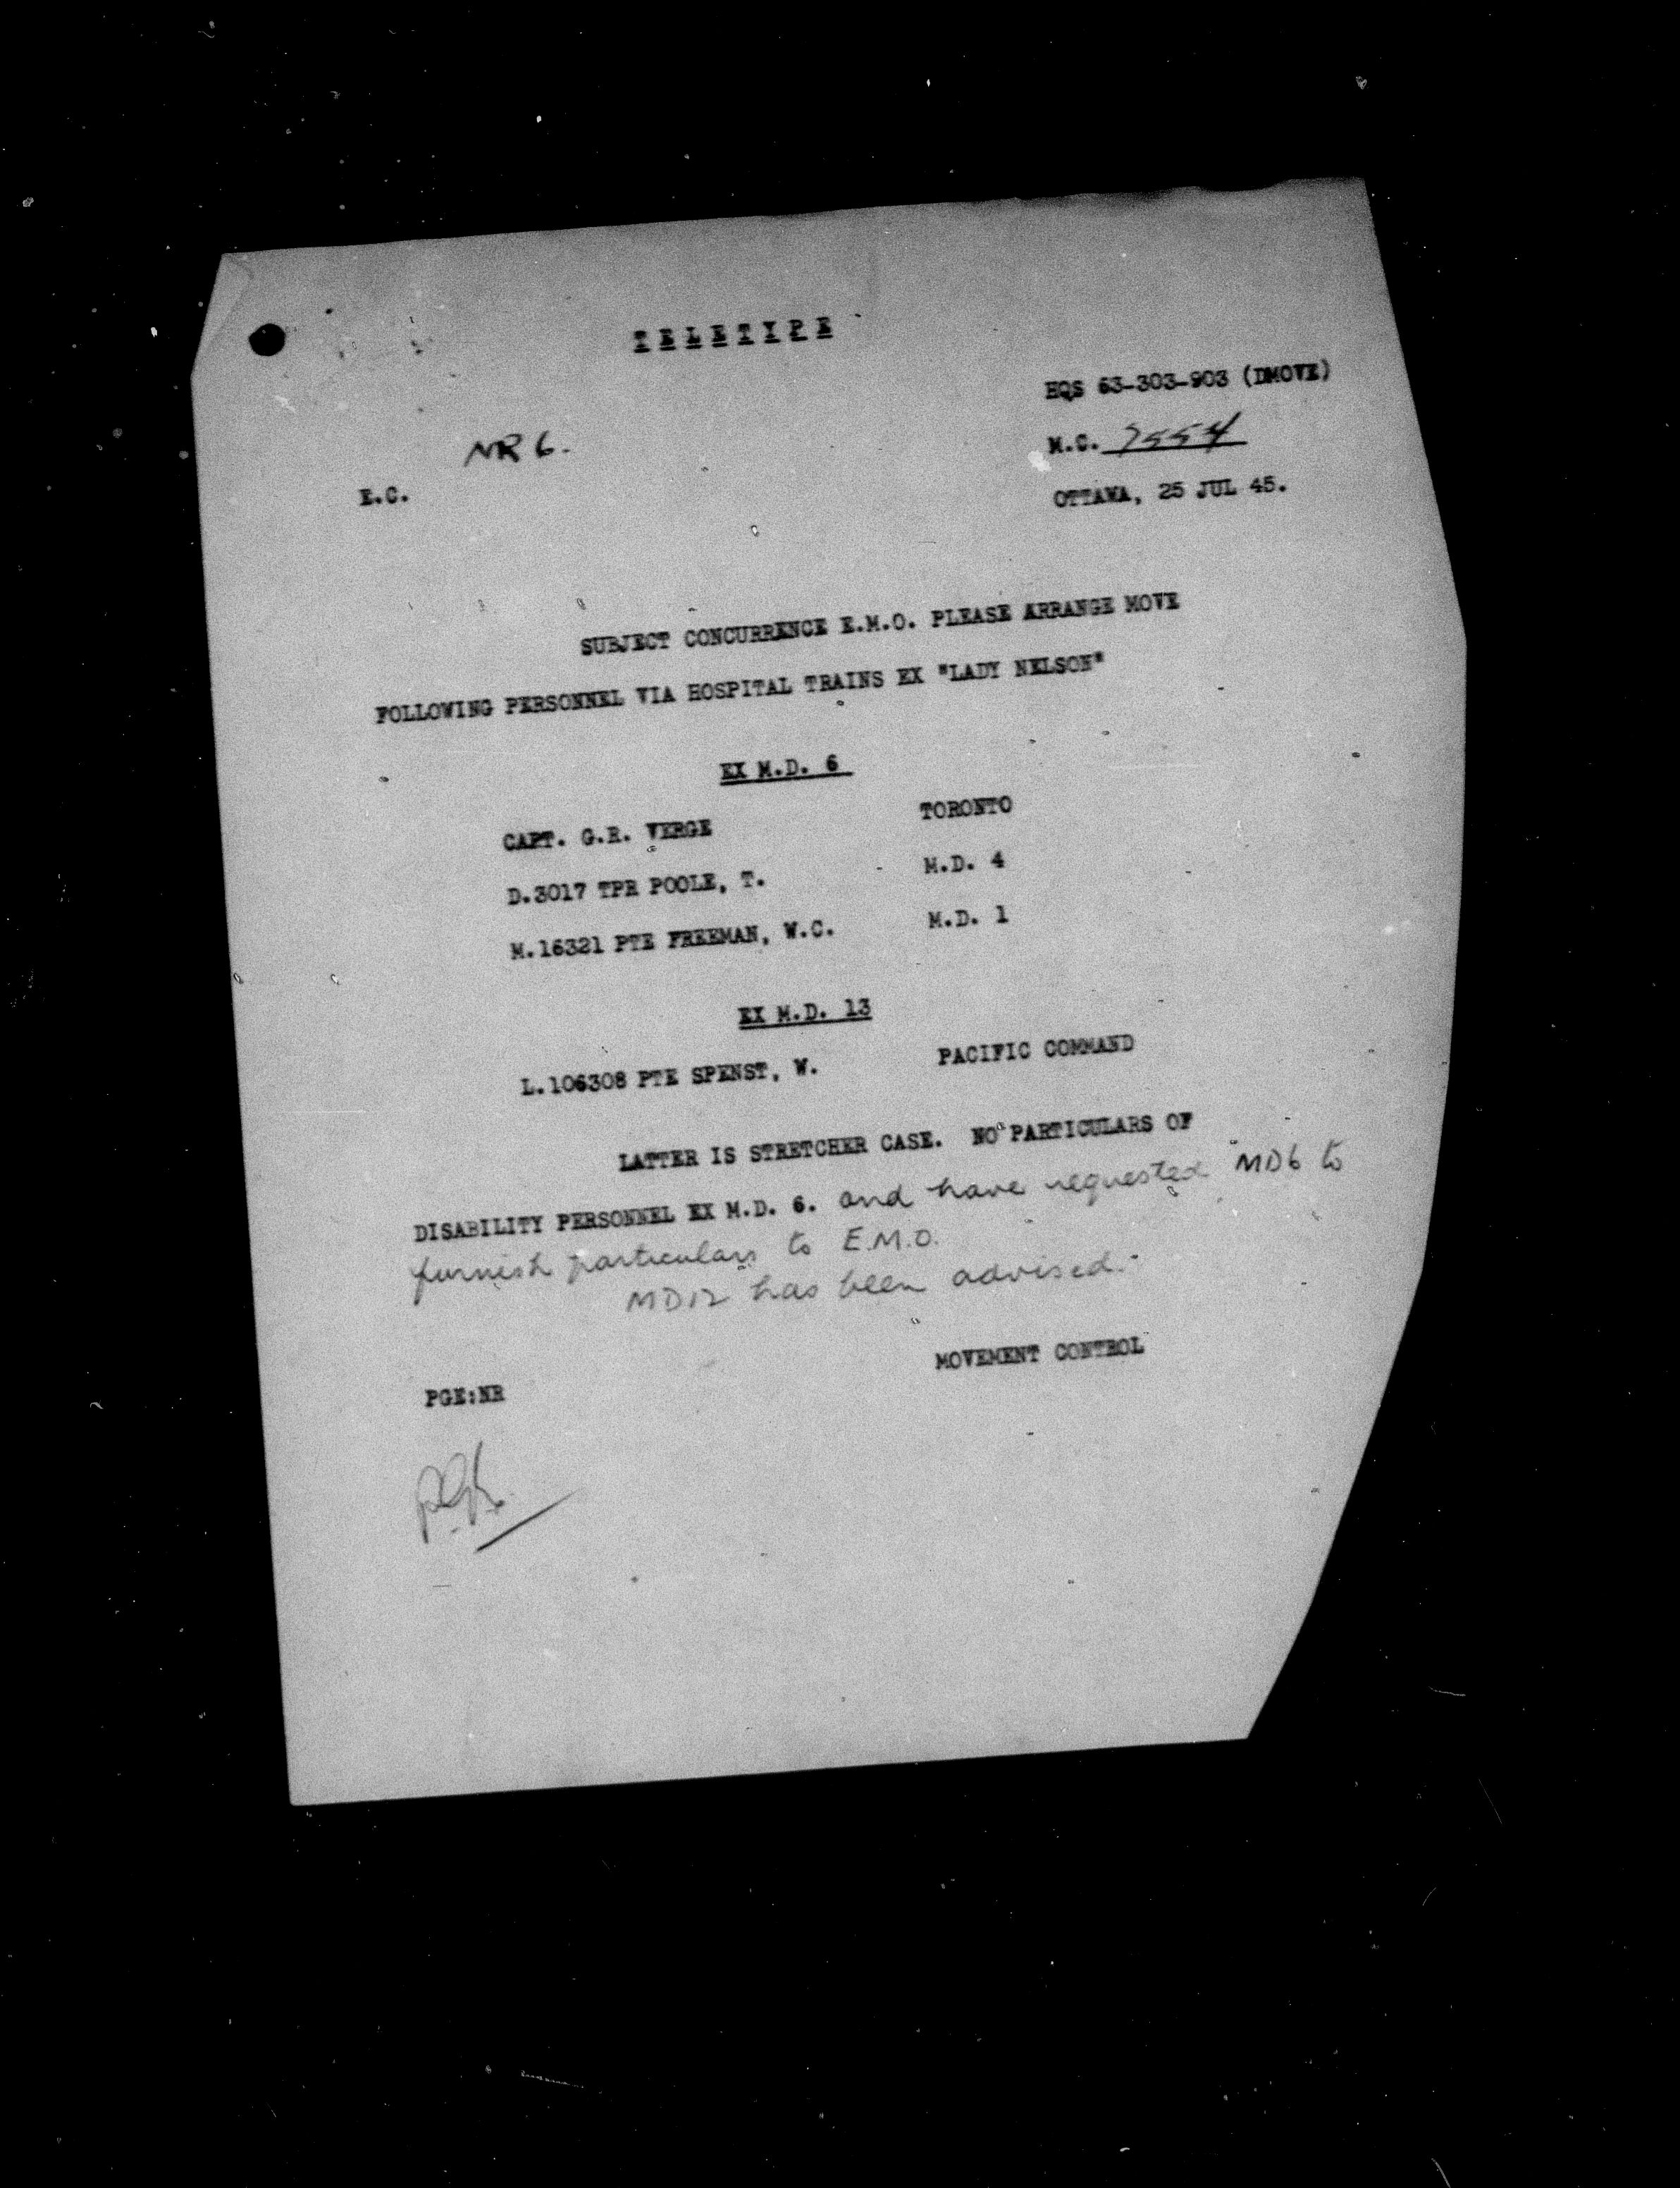 TELETYPE
HQS 63-303-903 (DMOVE)
NR 6.
M.C. 7554
E.C.
OTTAWA, 25 JUL 45.
SUBJECT CONCURRENCE E.M.O. PLEASE ARRANGE MOVE
FOLLOWING PERSONNEL VIA HOSPITAL TRAINS EX "LADY NELSON"
EX M.D. 6
CAPT. G.R. VERGE TORONTO
D.3017 TPR POOLE, T. M.D. 4
M.16321 PTE FREEMAN, W.C. M.D. 1
EX M.D. 13
L.106308 PTE SPENST, W. PACIFIC COMMAND
LATTER IS STRETCHER CASE. NO PARTICULARS OF
DISABILITY PERSONNEL EX M.D. 6. and have requested MD6 to
furnish particulars to E.M.O.
MD12 has been advised.
MOVEMENT CONTROL
PGE:NR